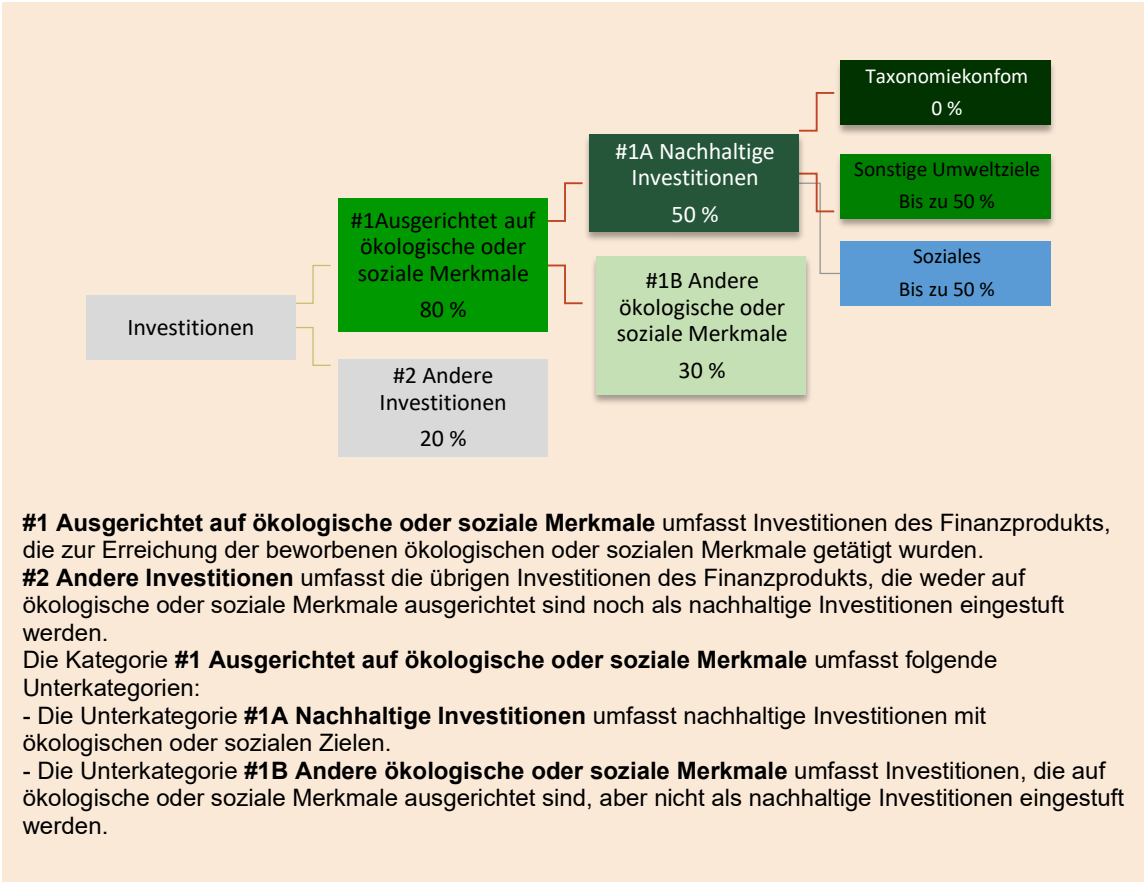 Taxonomiekonfom
0 %
#1A Nachhaltige
Investitionen
50 %
Sonstige Umweltziele
Bis zu 50 %
#1Ausgerichtet auf
ökologische oder
soziale Merkmale
80 %
Soziales
Bis zu 50 %
#1B Andere
ökologische oder
soziale Merkmale
30 %
Investitionen
#2 Andere
Investitionen
20 %
#1 Ausgerichtet auf ökologische oder soziale Merkmale umfasst Investitionen des Finanzprodukts,
die zur Erreichung der beworbenen ökologischen oder sozialen Merkmale getätigt wurden.
#2 Andere Investitionen umfasst die übrigen Investitionen des Finanzprodukts, die weder auf
ökologische oder soziale Merkmale ausgerichtet sind noch als nachhaltige Investitionen eingestuft
werden.
Die Kategorie #1 Ausgerichtet auf ökologische oder soziale Merkmale umfasst folgende
Unterkategorien:
- Die Unterkategorie #1A Nachhaltige Investitionen umfasst nachhaltige Investitionen mit
ökologischen oder sozialen Zielen.
- Die Unterkategorie #1B Andere ökologische oder soziale Merkmale umfasst Investitionen, die auf
ökologische oder soziale Merkmale ausgerichtet sind, aber nicht als nachhaltige Investitionen eingestuft
werden.